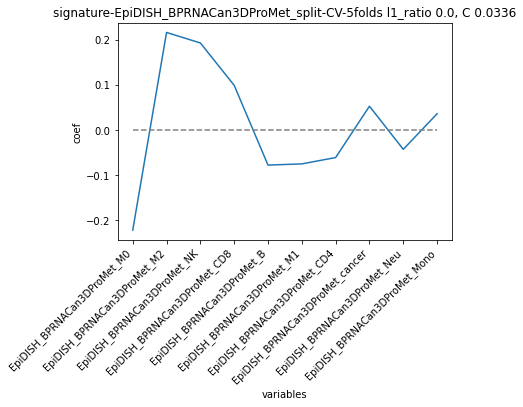 signature-EpiDISH_BPRNACan3DProMet_split-CV-5folds l1_ratio 0.0, C 0.0336
0.2
0.1
0.0
−0.1
−0.2
coef
EpiDISH_BPRNACan3DProMet_M0
EpiDISH_BPRNACan3DProMet_M2
EpiDISH_BPRNACan3DProMet_NK
EpiDISH_BPRNACan3DProMet_CD8
EpiDISH_BPRNACan3DProMet_B
EpiDISH_BPRNACan3DProMet_M1
EpiDISH_BPRNACan3DProMet_CD4
EpiDISH_BPRNACan3DProMet_cancer
EpiDISH_BPRNACan3DProMet_Neu
EpiDISH_BPRNACan3DProMet_Mono
variables